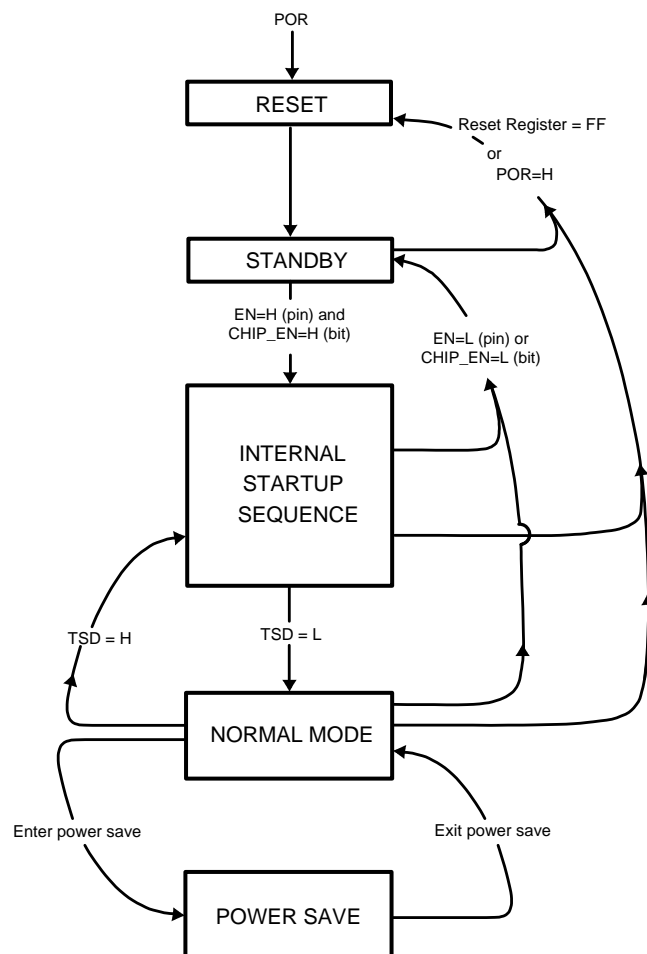 POR
RESET
Reset Register = FF
or
POR=H
STANDBY
EN=H (pin) and
CHIP_EN=H (bit)
EN=L (pin) or
CHIP_EN=L (bit)
INTERNAL
STARTUP
SEQUENCE
TSD = H
TSD = L
NORMAL MODE
Enter power save
Exit power save
POWER SAVE